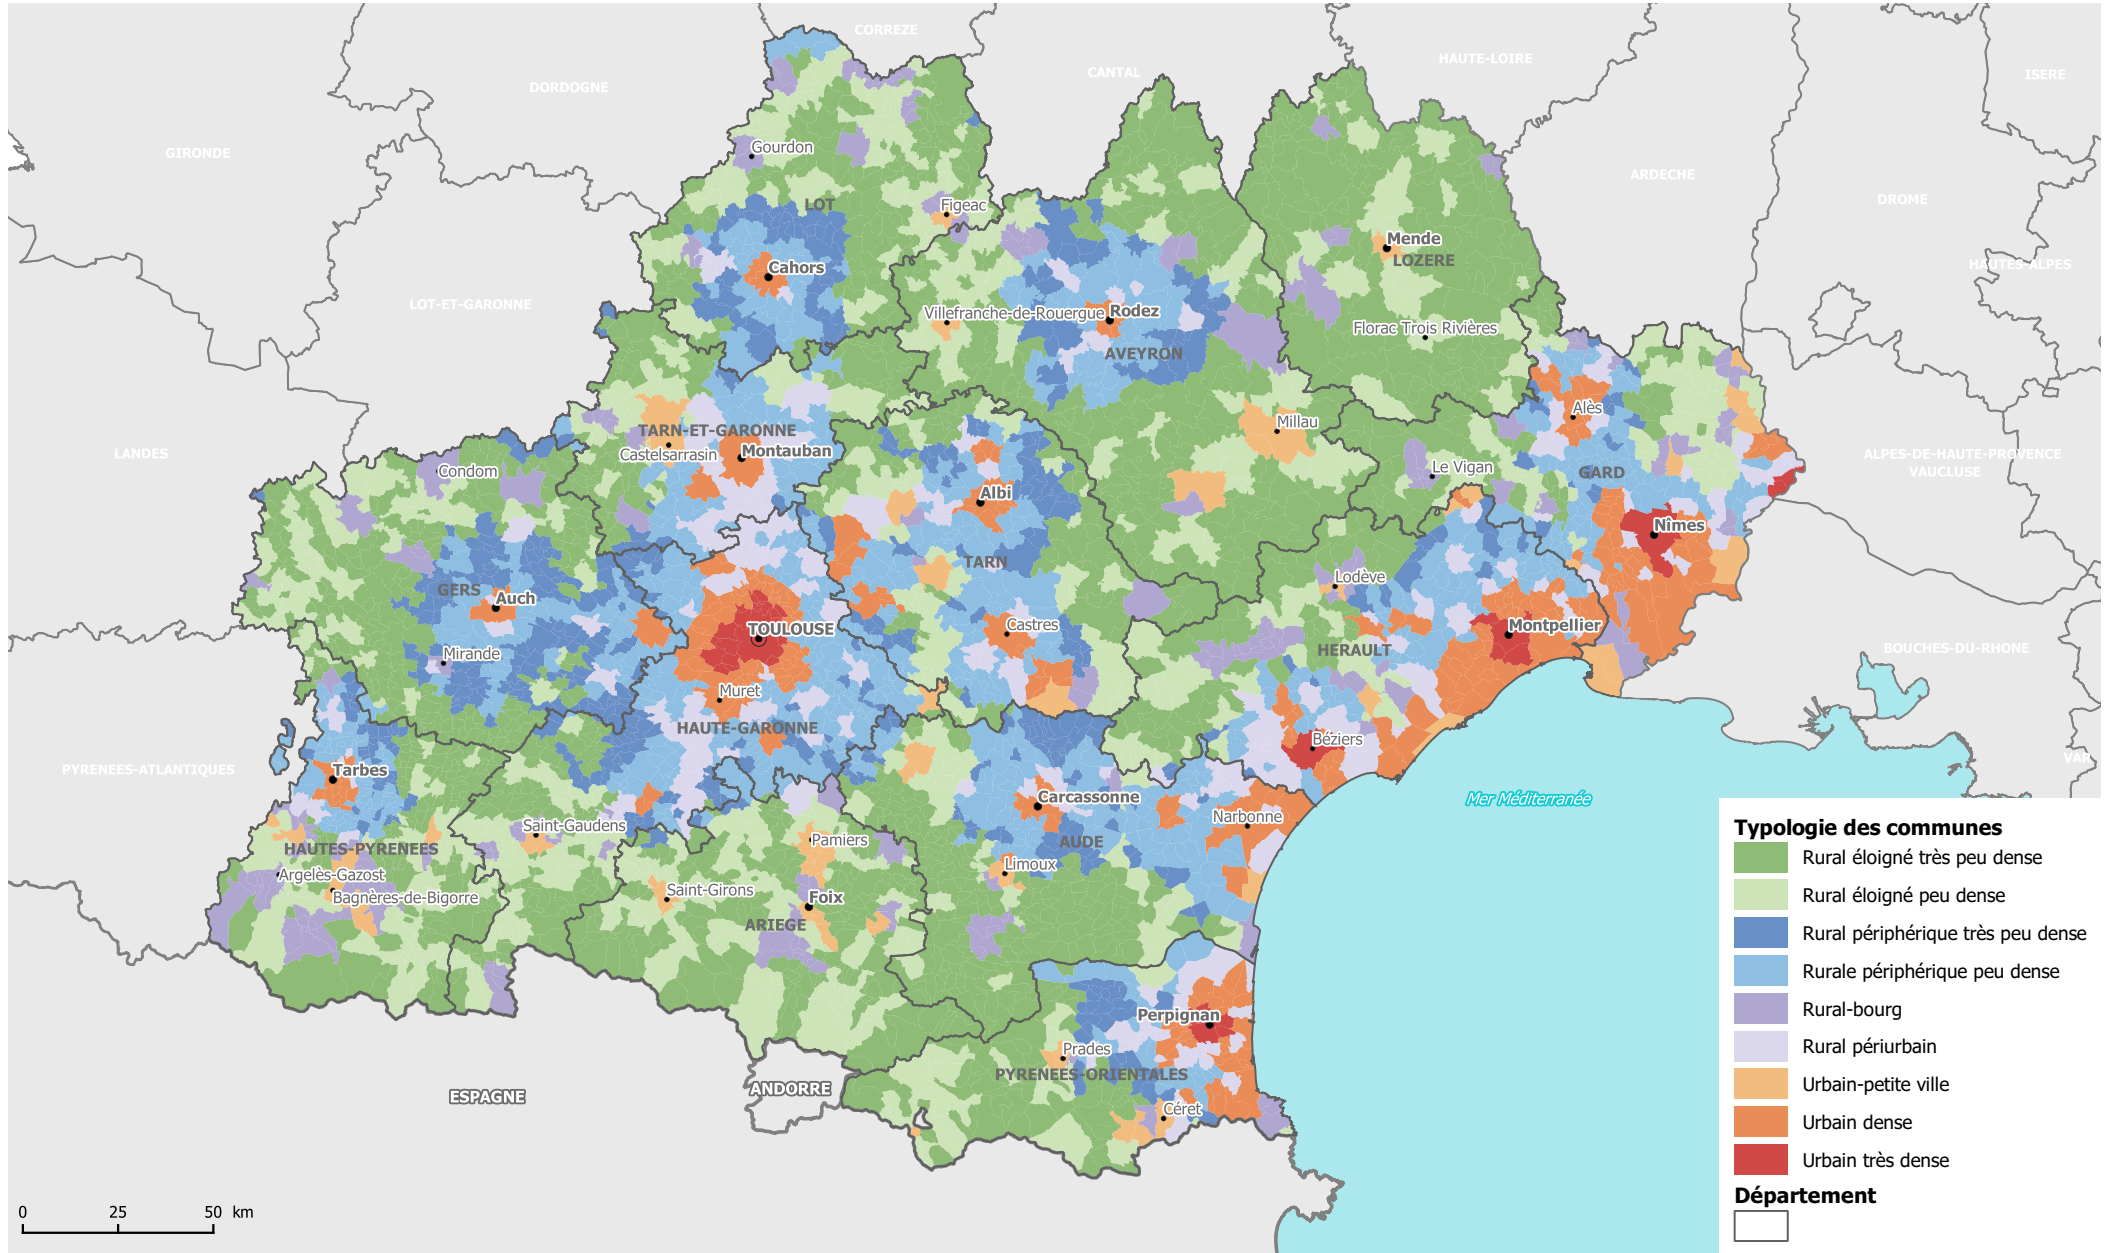 CORREZE
HAUTE-LOIRE
CANTAL
ISERE
DORDOGNE
GIRONDE
Gourdon
ARDECHE
DROME
LOT
Figeac
Mende
LOZERE
Cahors
HAUTES-ALPES
LOT-ET-GARONNE
Villefranche-de-Rouergue
Rodez
Florac Trois Rivières
AVEYRON
Alès
Millau
TARN-ET-GARONNE
Castelsarrasin
Montauban
LANDES
ALPES-DE-HAUTE-PROVENCE
Condom
Le Vigan
GARD
VAUCLUSE
Albi
Nîmes
TARN
Lodève
GERS
Auch
TOULOUSE
Castres
Montpellier
Mirande
HERAULT
BOUCHES-DU-RHONE
Muret
HAUTE-GARONNE
Béziers
VAR
PYRENEES-ATLANTIQUES
Tarbes
Carcassonne
Mer Méditerranée
Narbonne
Saint-Gaudens
Pamiers
AUDE
HAUTES-PYRENEES
Limoux
Argelès-Gazost
Bagnères-de-Bigorre
Saint-Girons
Foix
ARIEGE
Perpignan
Prades
PYRENEES-ORIENTALES
ANDORRE
ESPAGNE
Céret
Typologie des communes
Rural éloigné très peu dense
Rural éloigné peu dense
Rural périphérique très peu dense
Rurale périphérique peu dense
Rural-bourg
Rural périurbain
Urbain-petite ville
Urbain dense
Urbain très dense
Département
0 25 50 km